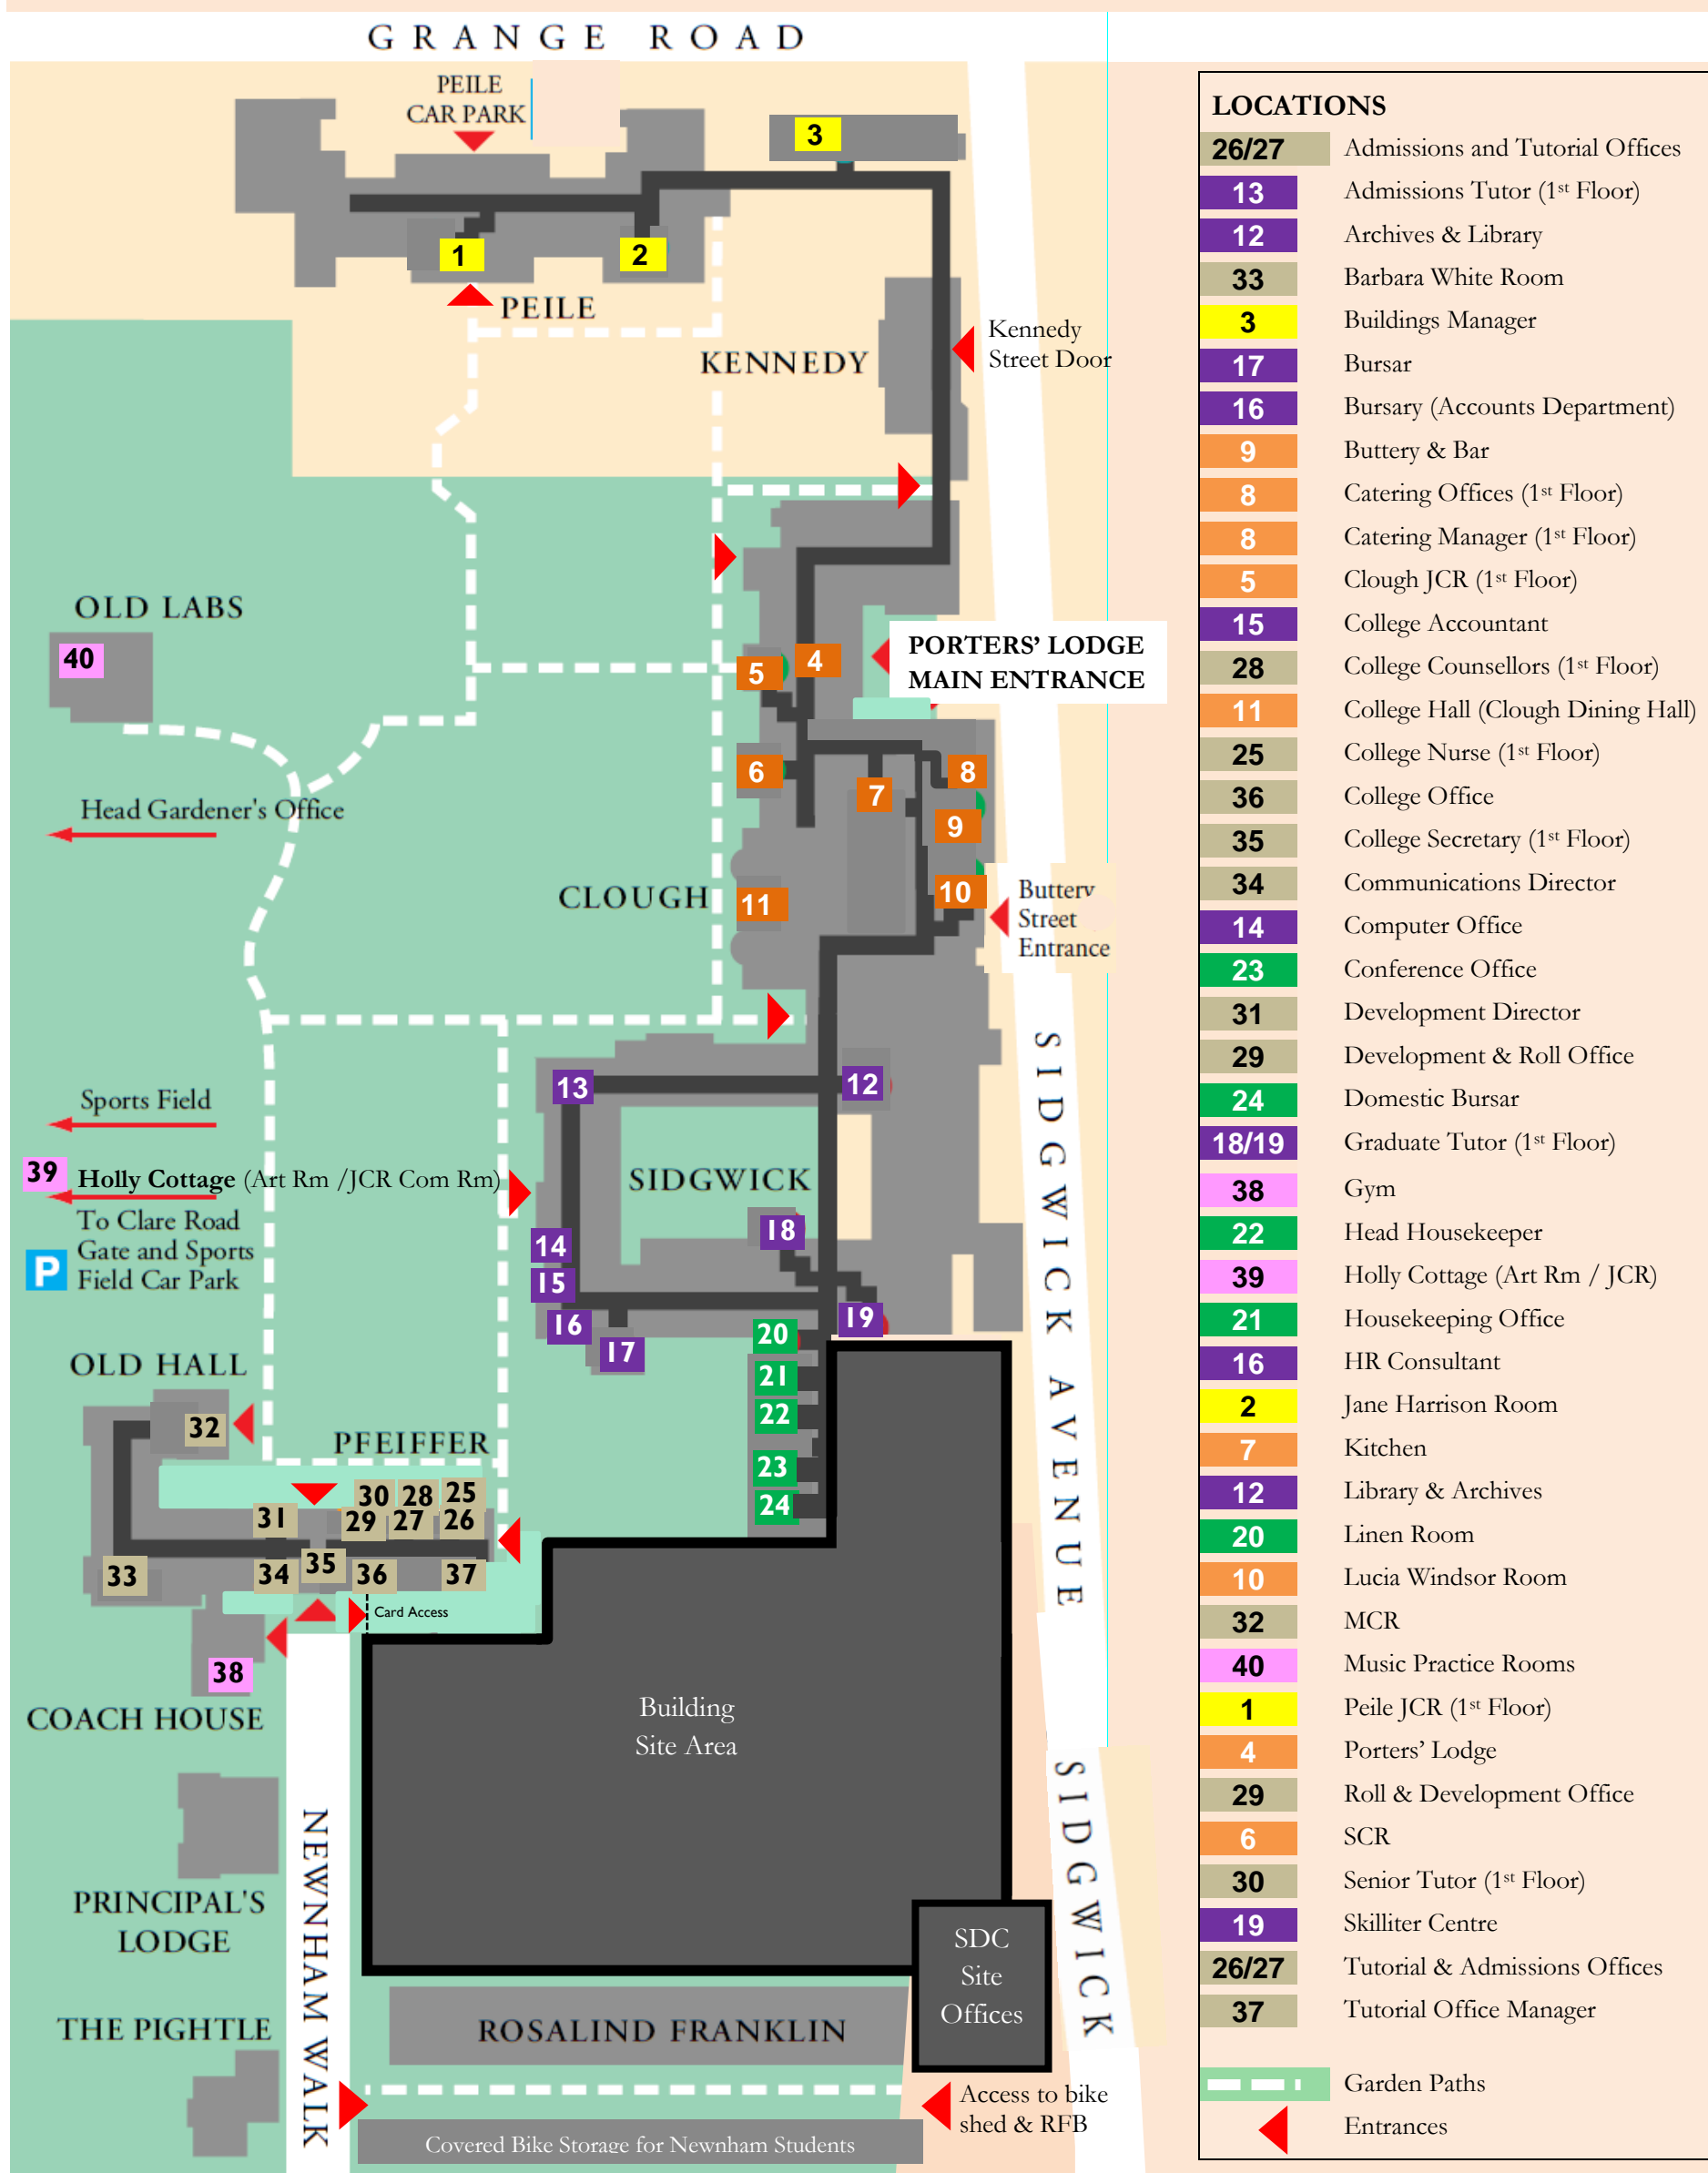 GRANGE ROAD
PEILE
CAR PARK
3
1
2
PEILE
KENNEDY
Kennedy
Street Door
OLD LABS
40
PORTERS' LODGE
MAIN ENTRANCE
5
4
6
7
8
9
10
11
Head Gardener's Office
CLOUGH
Buttery
Street
Entrance
SIDGWICK AVENUE
13
12
Sports Field
39 Holly Cottage (Art Rm /JCR Com Rm)
SIDGWICK
To Clare Road
Gate and Sports
Field Car Park
P
14
15
16
17
18
19
20
21
22
23
24
OLD HALL
32
PFEIFFER
30 28 25
31 29 27 26
33 34 35 36 37
Card Access
38
COACH HOUSE
Building
Site Area
SIDGWICK
PRINCIPAL'S
LODGE
NEWNHAM WALK
SDC
Site
Offices
THE PIGHTLE
ROSALIND FRANKLIN
Access to bike
shed & RFB
Covered Bike Storage for Newnham Students
LOCATIONS
26/27 Admissions and Tutorial Offices
13 Admissions Tutor (1st Floor)
12 Archives & Library
33 Barbara White Room
3 Buildings Manager
17 Bursar
16 Bursary (Accounts Department)
9 Buttery & Bar
8 Catering Offices (1st Floor)
8 Catering Manager (1st Floor)
5 Clough JCR (1st Floor)
15 College Accountant
28 College Counsellors (1st Floor)
11 College Hall (Clough Dining Hall)
25 College Nurse (1st Floor)
36 College Office
35 College Secretary (1st Floor)
34 Communications Director
14 Computer Office
23 Conference Office
31 Development Director
29 Development & Roll Office
24 Domestic Bursar
18/19 Graduate Tutor (1st Floor)
38 Gym
22 Head Housekeeper
39 Holly Cottage (Art Rm / JCR)
21 Housekeeping Office
16 HR Consultant
2 Jane Harrison Room
7 Kitchen
12 Library & Archives
20 Linen Room
10 Lucia Windsor Room
32 MCR
40 Music Practice Rooms
1 Peile JCR (1st Floor)
4 Porters' Lodge
29 Roll & Development Office
6 SCR
30 Senior Tutor (1st Floor)
19 Skilliter Centre
26/27 Tutorial & Admissions Offices
37 Tutorial Office Manager
Garden Paths
Entrances